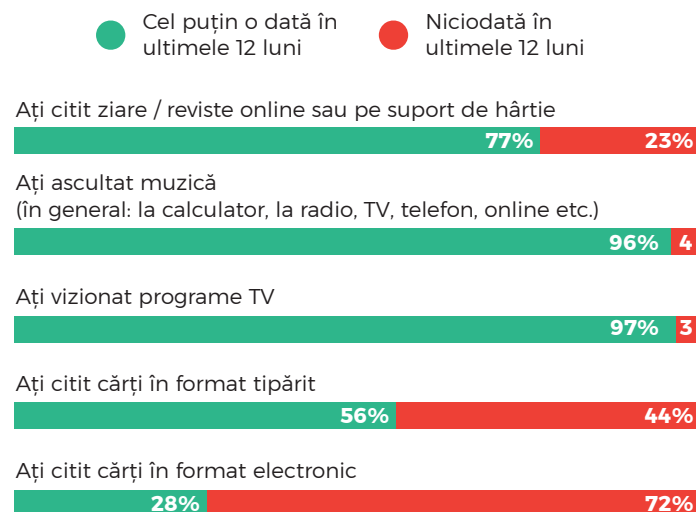 Cel puțin o dată în
ultimele 12 luni
Niciodată în
ultimele 12 luni
Ați citit ziare / reviste online sau pe suport de hârtie
77% 23%
Ați ascultat muzică
(în general: la calculator, la radio, TV, telefon, online etc.)
96% 4
Ați vizionat programe TV
97% 3
Ați citit cărți în format tipărit
56% 44%
Ați citit cărți în format electronic
28% 72%